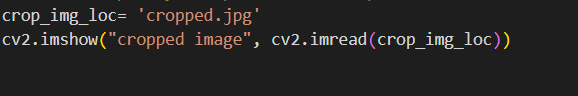 crop_img_loc= 'cropped.jpg'
cv2.imshow("cropped image", cv2.imread(crop_img_loc))